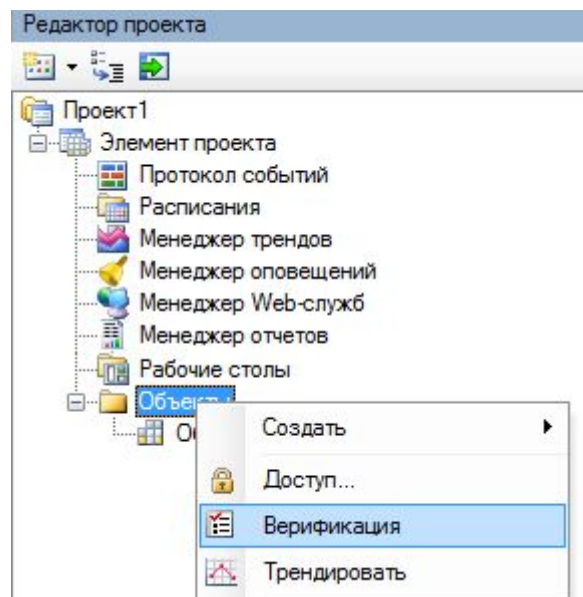 Редактор проекта
Проект1
Элемент проекта
Протокол событий
Расписания
Менеджер трендов
Менеджер оповещений
Менеджер Web-служб
Менеджер отчетов
Рабочие столы
Объекты
Создать
Доступ...
Верификация
Трендировать